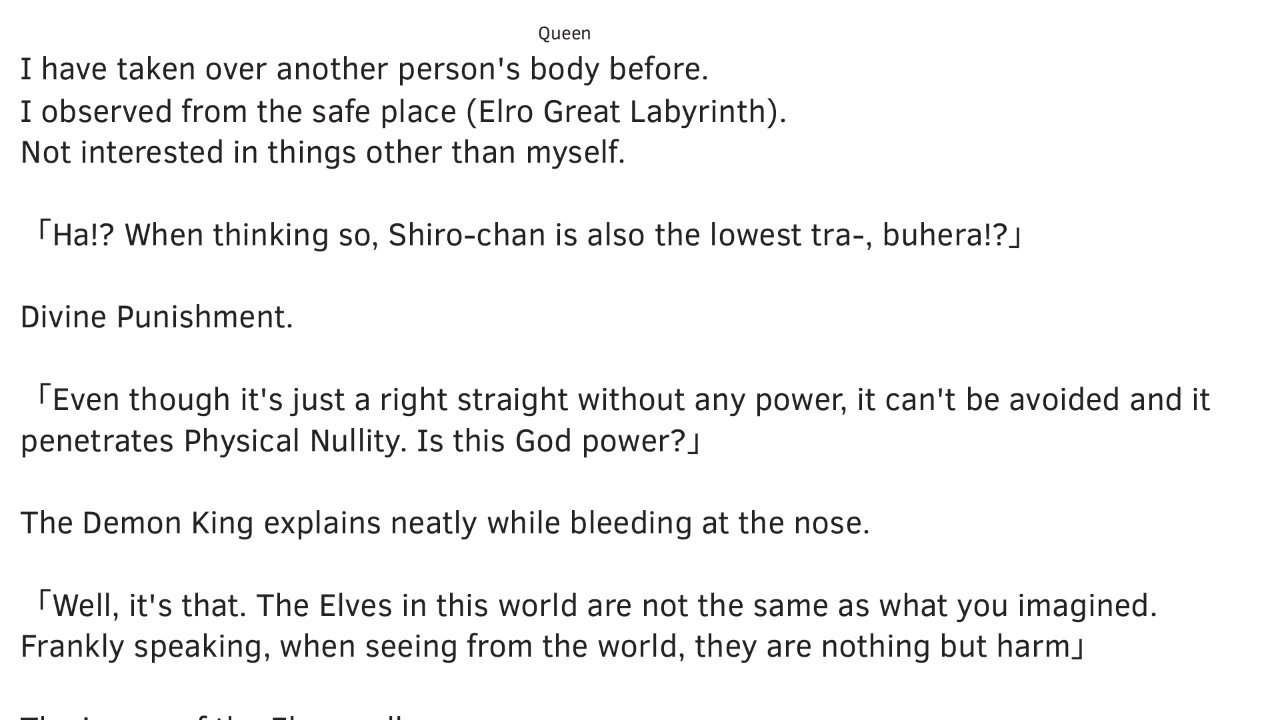 Queen
I have taken over another person's body before.
I observed from the safe place (Elro Great Labyrinth).
Not interested in things other than myself.
「Ha!? When thinking so, Shiro-chan is also the lowest tra-, buhera!?」
Divine Punishment.
「Even though it's just a right straight without any power, it can't be avoided and it
penetrates Physical Nullity. Is this God power?」
The Demon King explains neatly while bleeding at the nose.
「Well, it's that. The Elves in this world are not the same as what you imagined.
Frankly speaking, when seeing from the world, they are nothing but harm」